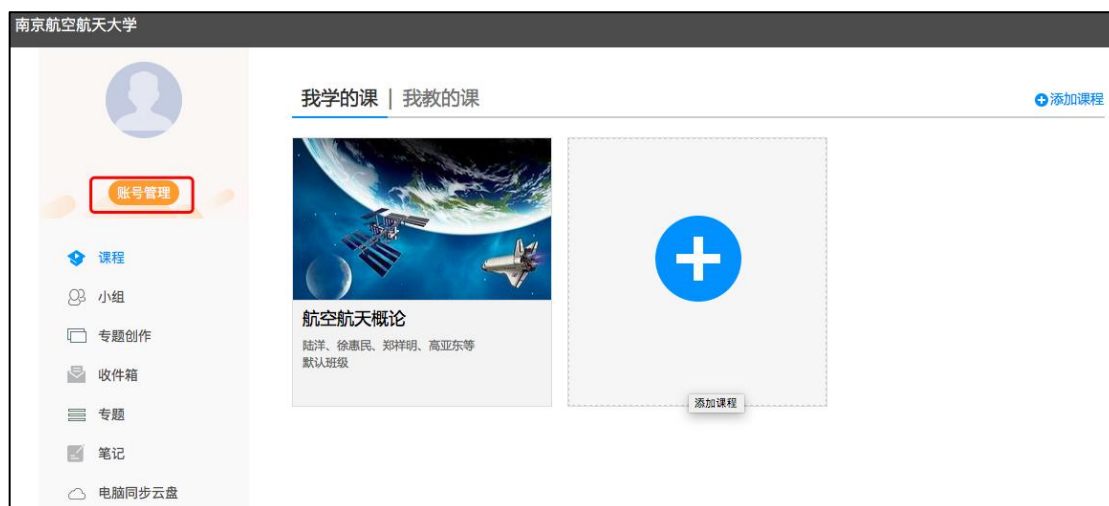 南京航空航天大学
账号管理
课程
小组
专题创作
收件箱
专题
笔记
电脑同步云盘
我学的课 | 我教的课
添加课程
航空航天概论
陆洋、徐惠民、郑祥明、高亚东等
默认班级
添加课程